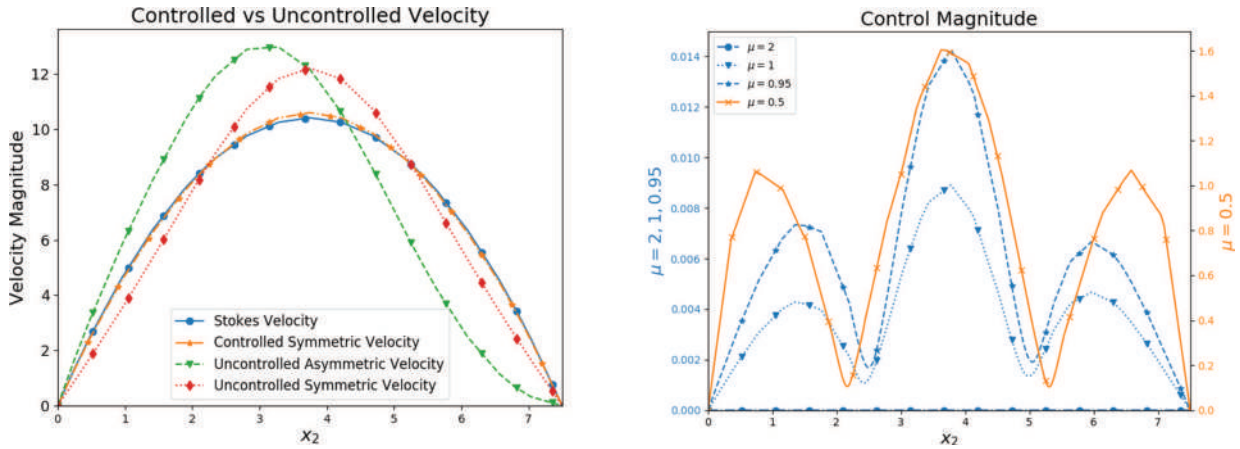 Controlled vs Uncontrolled Velocity
Velocity Magnitude
12
10
8
6
4
2
0
Stokes Velocity
Controlled Symmetric Velocity
Uncontrolled Asymmetric Velocity
Uncontrolled Symmetric Velocity
0 1 2 3 4 5 6 7
x₂
Control Magnitude
μ = 2, 1, 0.95
0.014
0.012
0.010
0.008
0.006
0.004
0.002
0.000
μ = 2
μ = 1
μ = 0.95
μ = 0.5
1.6
1.4
1.2
1.0
0.8
0.6
0.4
0.2
0.0
μ = 0.5
0 1 2 3 4 5 6 7
x₂